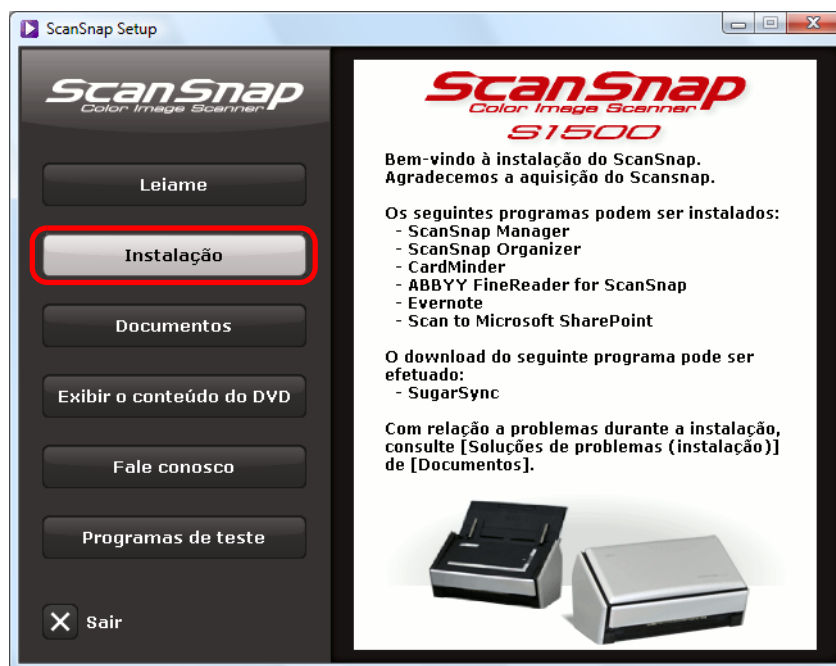 ScanSnap Setup
ScanSnap
Color Image Scanner
Leiame
Instalação
Documentos
Exibir o conteúdo do DVD
Fale conosco
Programas de teste
Sair
ScanSnap
Color Image Scanner
S1500
Bem-vindo à instalação do ScanSnap.
Agradecemos a aquisição do Scansnap.
Os seguintes programas podem ser instalados:
- ScanSnap Manager
- ScanSnap Organizer
- CardMinder
- ABBYY FineReader for ScanSnap
- Evernote
- Scan to Microsoft SharePoint
O download do seguinte programa pode ser
efetuado:
- SugarSync
Com relação a problemas durante a instalação,
consulte [Soluções de problemas (instalação)]
de [Documentos].